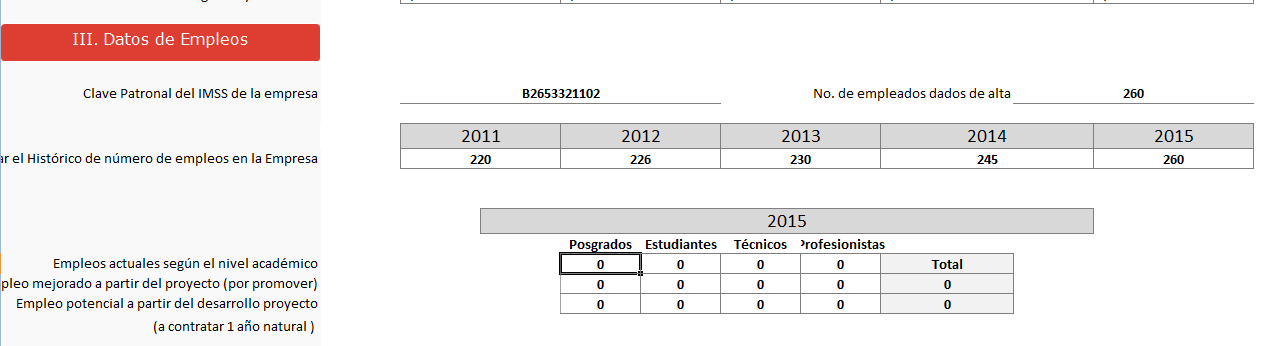 III. Datos de Empleos
Clave Patronal del IMSS de la empresa B2653321102 No. de empleados dados de alta 260
2011 2012 2013 2014 2015
ar el Histórico de número de empleos en la Empresa 220 226 230 245 260
2015
Posgrados Estudiantes Técnicos rofesionistas
Empleos actuales según el nivel académico 0 0 0 0 Total
pleo mejorado a partir del proyecto (por promover) 0 0 0 0 0
Empleo potencial a partir del desarrollo proyecto 0 0 0 0 0
(a contratar 1 año natural )